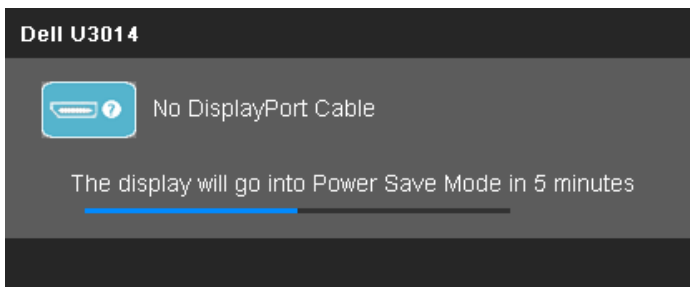 Dell U3014
No DisplayPort Cable
The display will go into Power Save Mode in 5 minutes